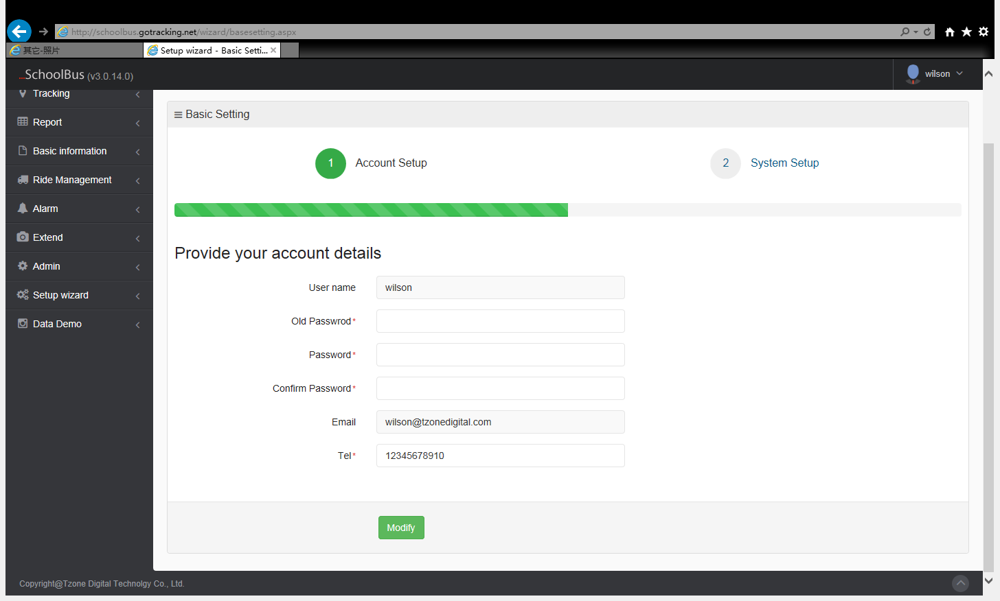 http://schoolbus.gotracking.net/wizard/basesetting.aspx
其它-照片
Setup wizard - Basic Setti...
...SchoolBus (v3.0.14.0)
wilson
Tracking
Report
Basic information
Ride Management
Alarm
Extend
Admin
Setup wizard
Data Demo
Basic Setting
1 Account Setup
2 System Setup
Provide your account details
User name wilson
Old Passwrod*
Password*
Confirm Password*
Email wilson@tzonedigital.com
Tel* 12345678910
Modify
Copyright@Tzone Digital Technolgy Co., Ltd.